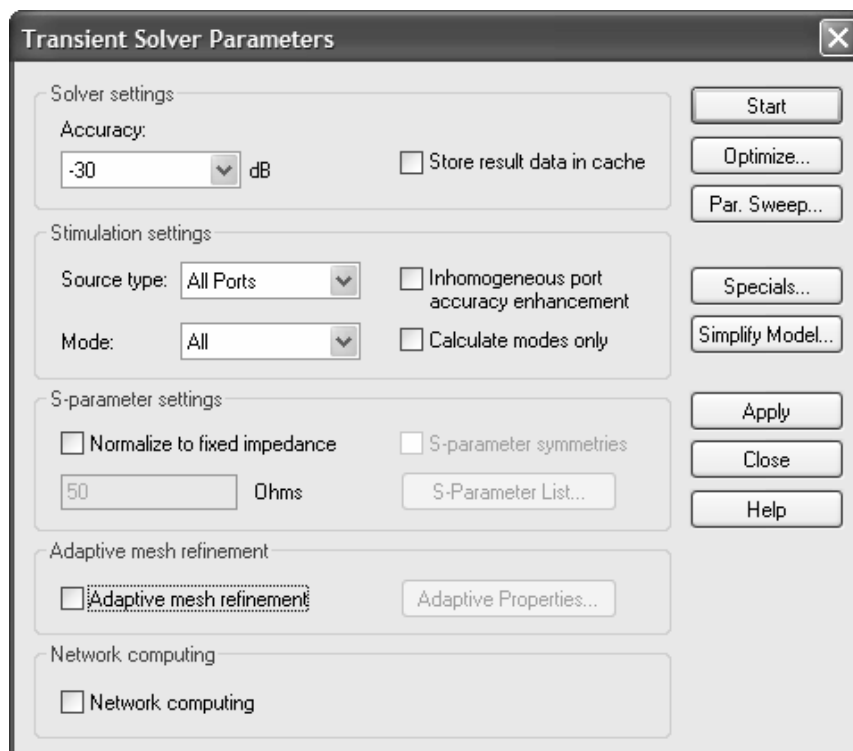 Transient Solver Parameters
Solver settings
Accuracy:
-30 dB
Store result data in cache
Stimulation settings
Source type: All Ports
Inhomogeneous port
accuracy enhancement
Mode: All
Calculate modes only
S-parameter settings
Normalize to fixed impedance
S-parameter symmetries
50 Ohms
S-Parameter List...
Adaptive mesh refinement
Adaptive mesh refinement
Adaptive Properties...
Network computing
Network computing
Start
Optimize...
Par. Sweep...
Specials...
Simplify Model...
Apply
Close
Help